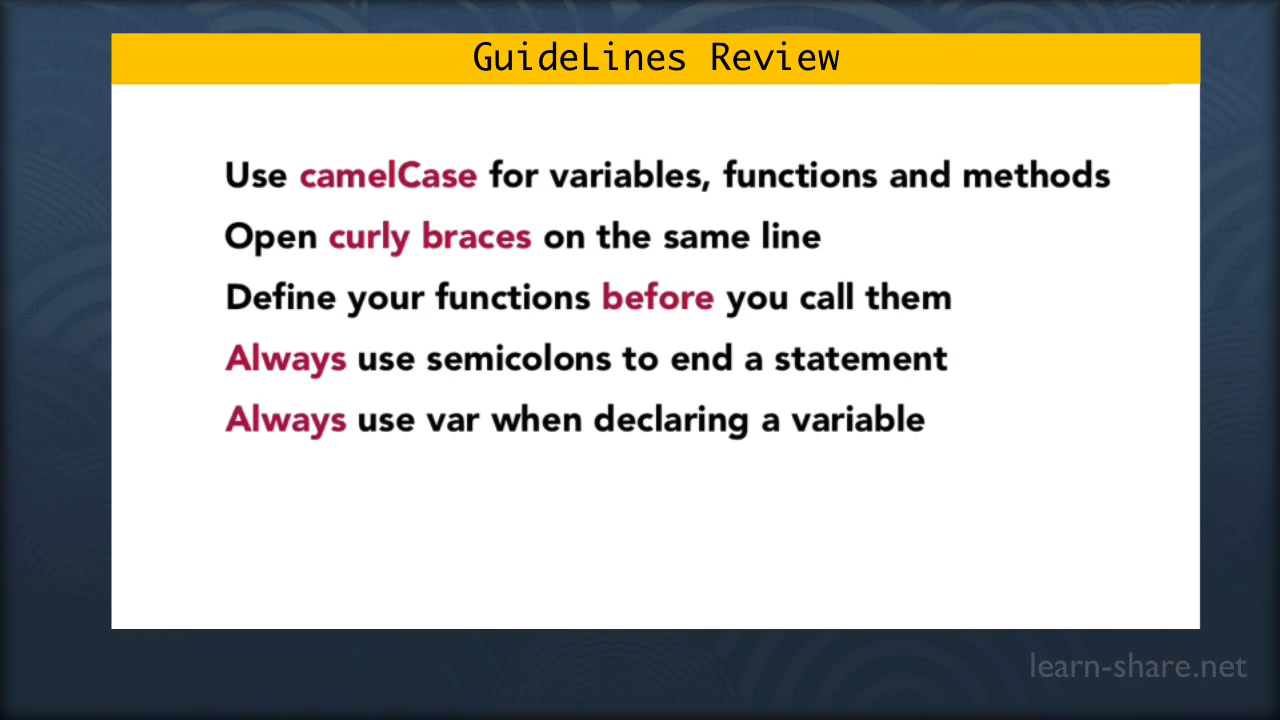 GuideLines Review
Use camelCase for variables, functions and methods
Open curly braces on the same line
Define your functions before you call them
Always use semicolons to end a statement
Always use var when declaring a variable
learn-share.net